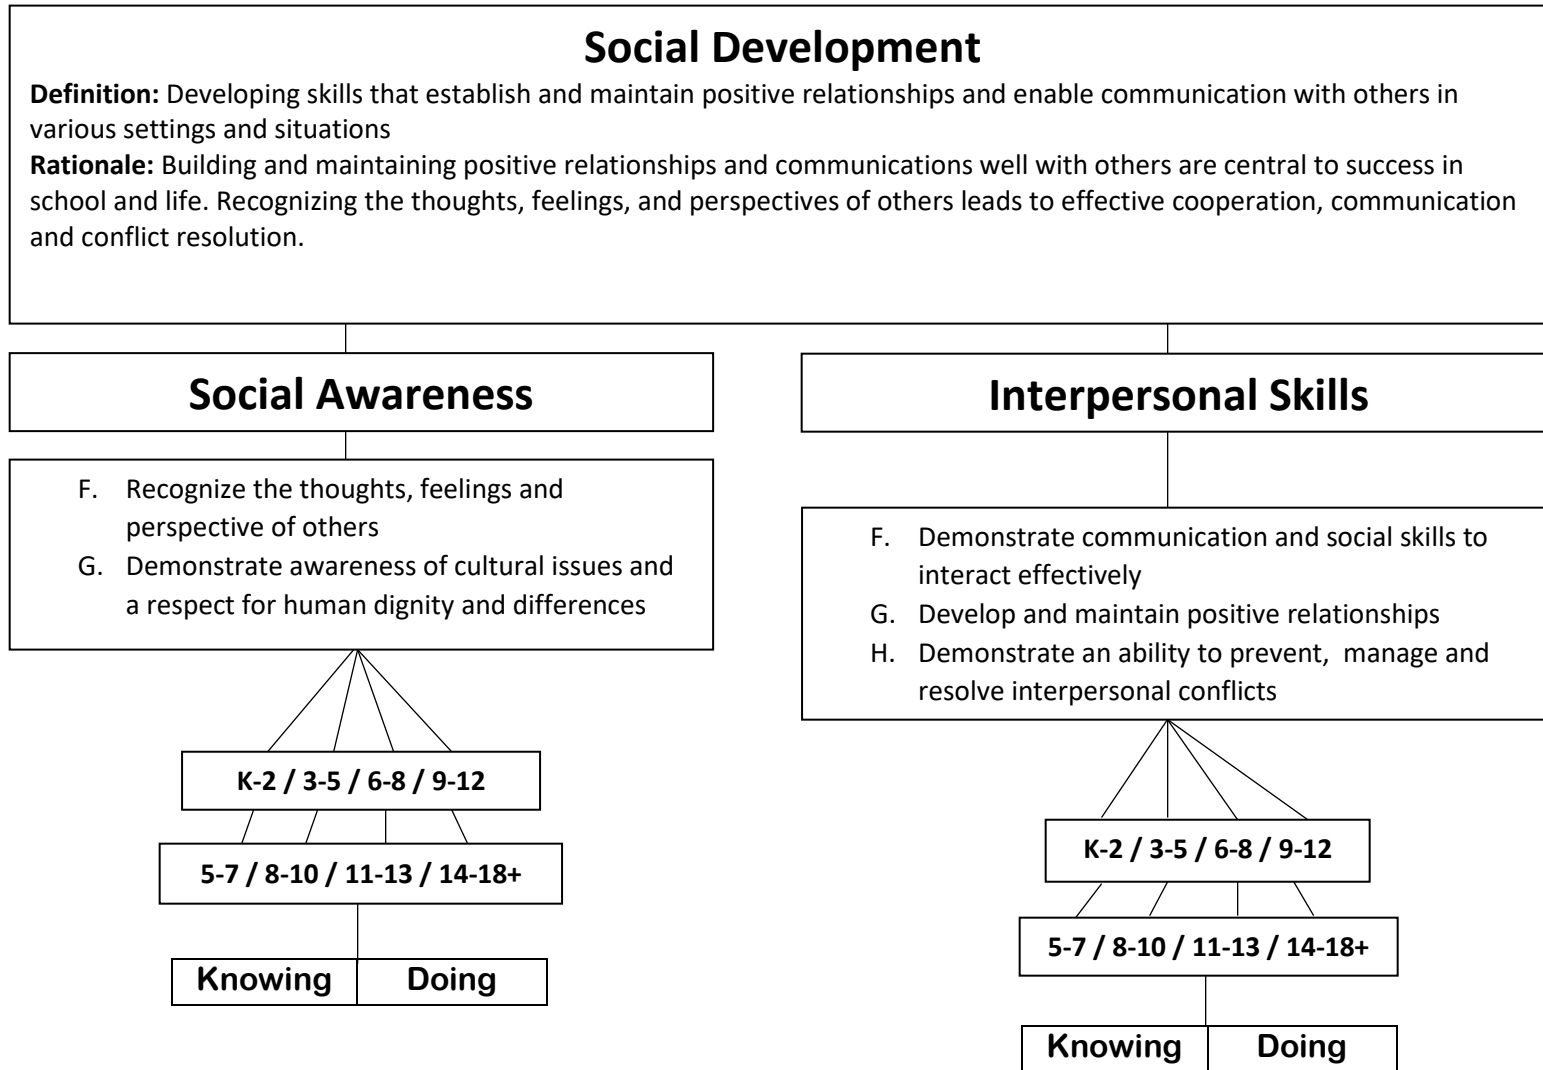 Social Development
Definition: Developing skills that establish and maintain positive relationships and enable communication with others in
various settings and situations
Rationale: Building and maintaining positive relationships and communications well with others are central to success in
school and life. Recognizing the thoughts, feelings, and perspectives of others leads to effective cooperation, communication
and conflict resolution.
Social Awareness
F. Recognize the thoughts, feelings and
perspective of others
G. Demonstrate awareness of cultural issues and
a respect for human dignity and differences
K-2 / 3-5 / 6-8 / 9-12
5-7 / 8-10 / 11-13 / 14-18+
Knowing Doing
Interpersonal Skills
F. Demonstrate communication and social skills to
interact effectively
G. Develop and maintain positive relationships
H. Demonstrate an ability to prevent, manage and
resolve interpersonal conflicts
K-2 / 3-5 / 6-8 / 9-12
5-7 / 8-10 / 11-13 / 14-18+
Knowing Doing